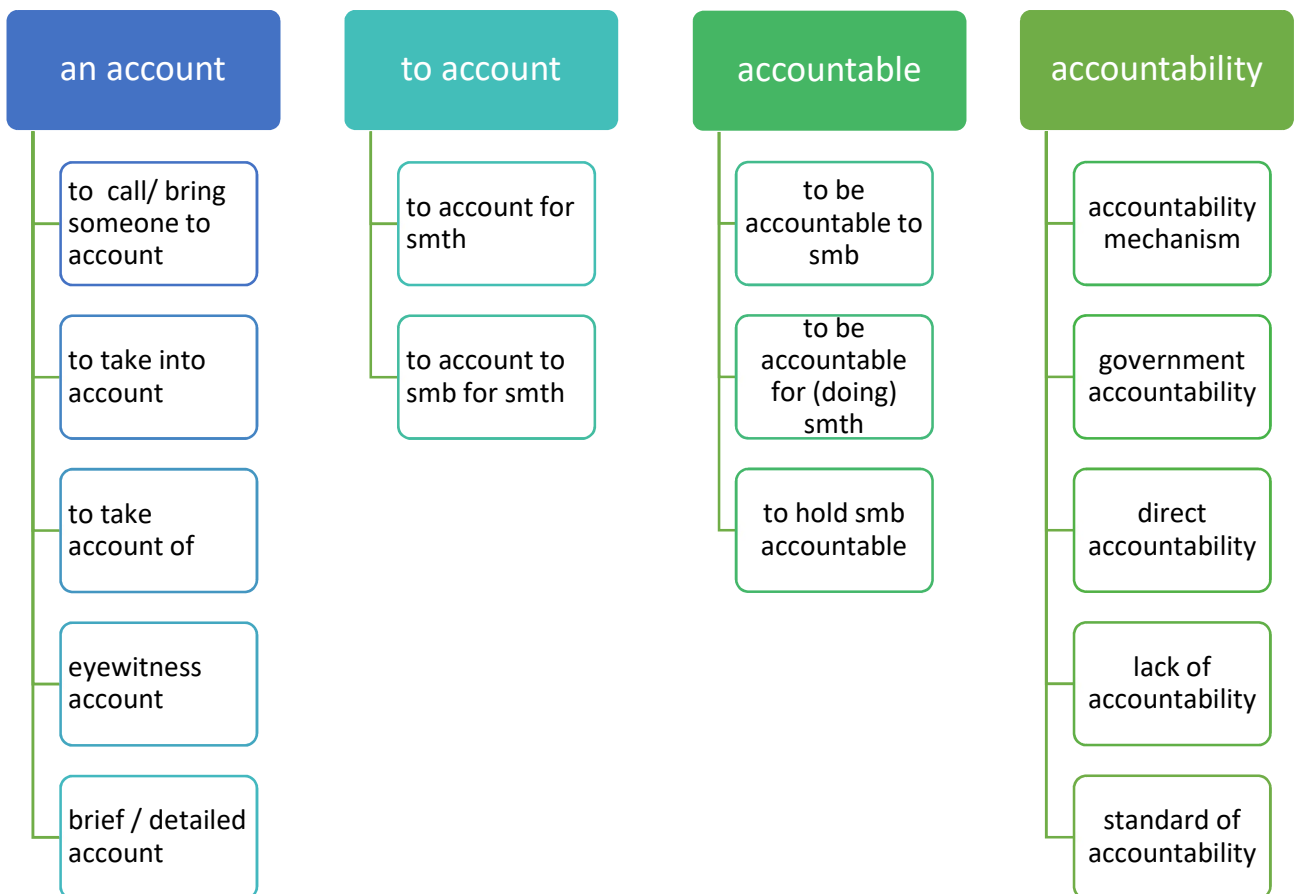 an account
to call/ bring
someone to
account
to take into
account
to take
account of
eyewitness
account
brief / detailed
account
to account
to account for
smth
to account to
smb for smth
accountable
to be
accountable to
smb
to be
accountable
for (doing)
smth
to hold smb
accountable
accountability
accountability
mechanism
government
accountability
direct
accountability
lack of
accountability
standard of
accountability